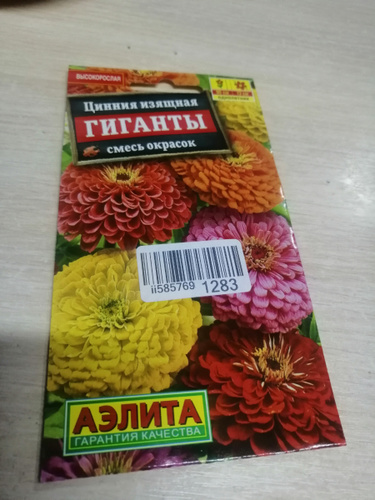 ВЫСОКОРОСЛАЯ
Цинния изящная
ГИГАНТЫ
смесь окрасок
ii585769 1283
АЭЛИТА
ГАРАНТИЯ КАЧЕСТВА